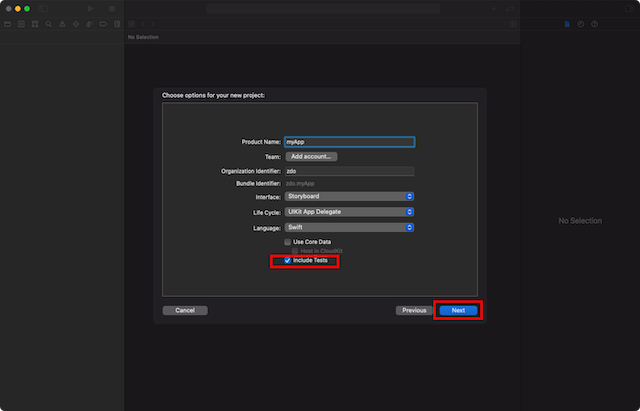 No Selection
Choose options for your new project:
Product Name: myApp
Team: Add account...
Organization Identifier: zdo
Bundle Identifier: zdo.myApp
Interface: Storyboard
Life Cycle: UIKit App Delegate
Language: Swift
Use Core Data
Host in CloudKit
Include Tests
No Selection
Cancel Previous Next